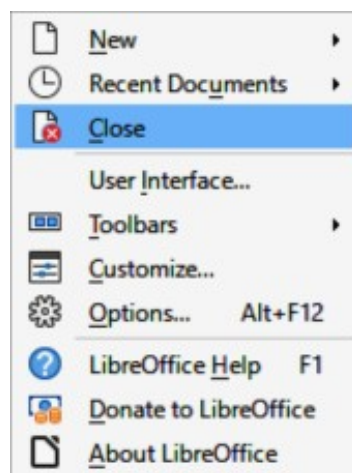 New
Recent Documents
Close
User Interface...
Toolbars
Customize...
Options... Alt+F12
LibreOffice Help F1
Donate to LibreOffice
About LibreOffice